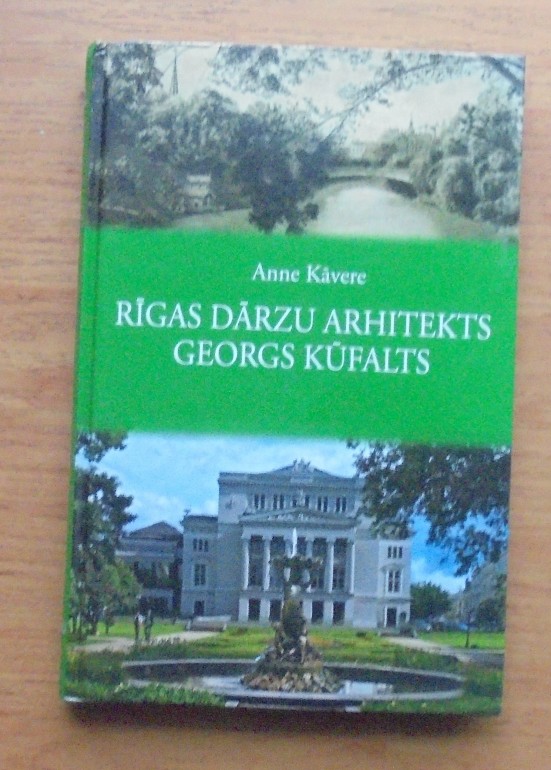 Anne Kāvere
RĪGAS DĀRZU ARHITEKTS
GEORGS KŪFALTS